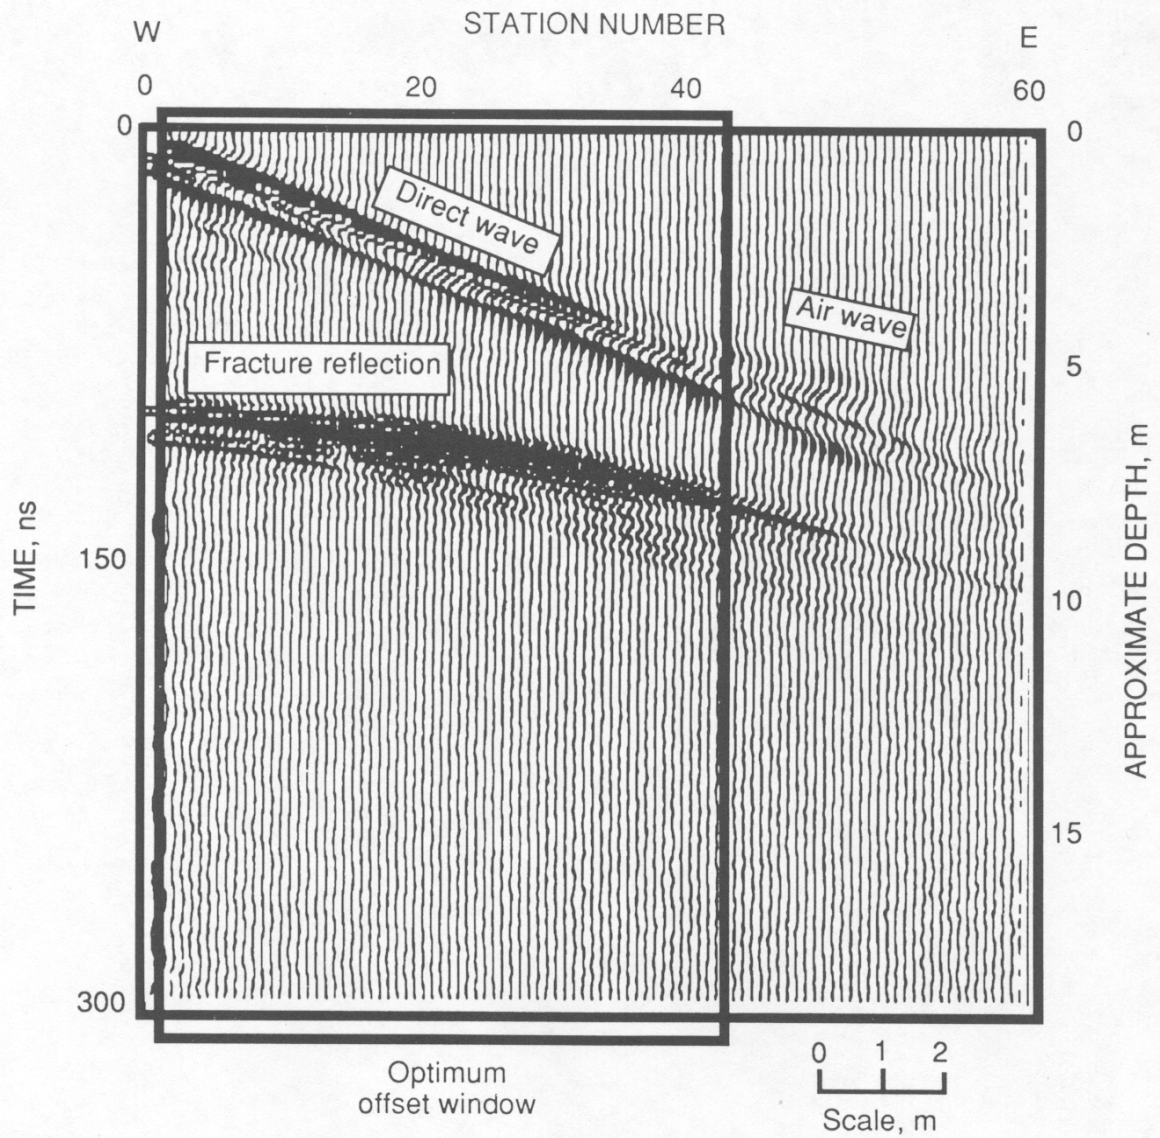 STATION NUMBER
W
E
0
20
40
60
0
0
Direct wave
Air wave
Fracture reflection
5
TIME, ns
150
10
APPROXIMATE DEPTH, m
15
300
Optimum
offset window
0 1 2
Scale, m